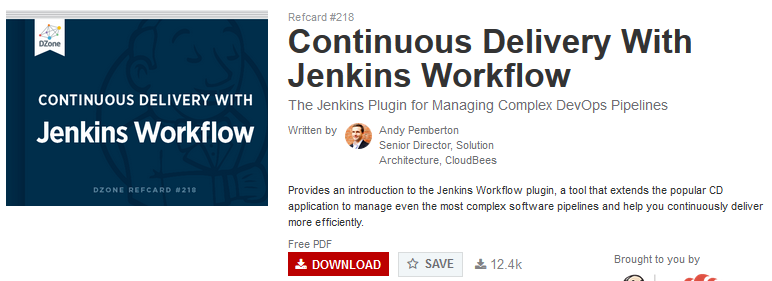 DZone
CONTINUOUS DELIVERY WITH
Jenkins Workflow
DZONE REFCARD #218
Refcard #218
Continuous Delivery With
Jenkins Workflow
The Jenkins Plugin for Managing Complex DevOps Pipelines
Written by
Andy Pemberton
Senior Director, Solution
Architecture, CloudBees
Provides an introduction to the Jenkins Workflow plugin, a tool that extends the popular CD
application to manage even the most complex software pipelines and help you continuously deliver
more efficiently.
Free PDF
DOWNLOAD
SAVE
12.4k
Brought to you by